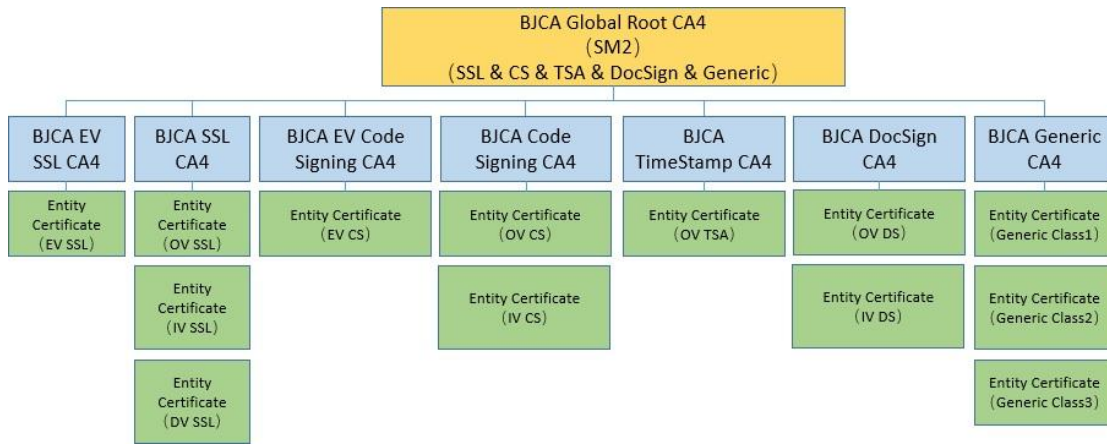 BJCA Global Root CA4
(SM2)
(SSL & CS & TSA & DocSign & Generic)
BJCA EV
SSL CA4
BJCA SSL
CA4
BJCA EV Code
Signing CA4
BJCA Code
Signing CA4
BJCA
TimeStamp CA4
BJCA DocSign
CA4
BJCA Generic
CA4
Entity
Certificate
(EV SSL)
Entity
Certificate
(OV SSL)
Entity Certificate
(EV CS)
Entity Certificate
(OV CS)
Entity Certificate
(OV TSA)
Entity Certificate
(OV DS)
Entity Certificate
(Generic Class1)
Entity
Certificate
(IV SSL)
Entity Certificate
(IV CS)
Entity Certificate
(IV DS)
Entity Certificate
(Generic Class2)
Entity
Certificate
(DV SSL)
Entity Certificate
(Generic Class3)